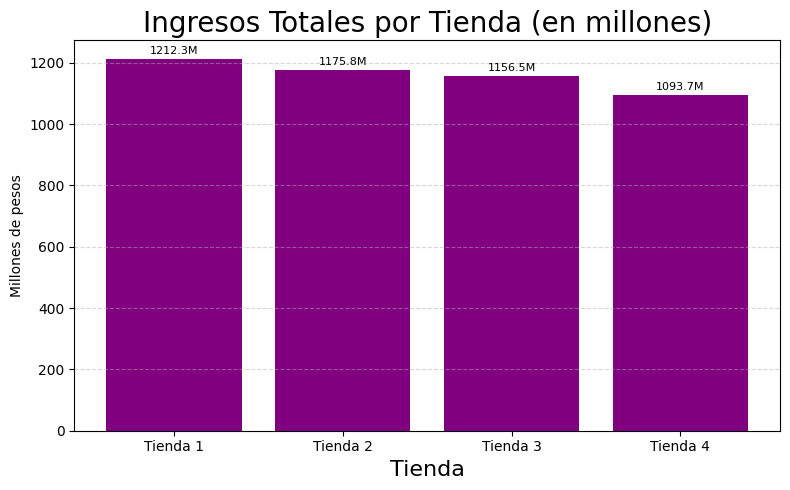 Ingresos Totales por Tienda (en millones)
1212.3M
1175.8M
1156.5M
1093.7M
Millones de pesos
1200
1000
800
600
400
200
0
Tienda 1
Tienda 2
Tienda 3
Tienda 4
Tienda